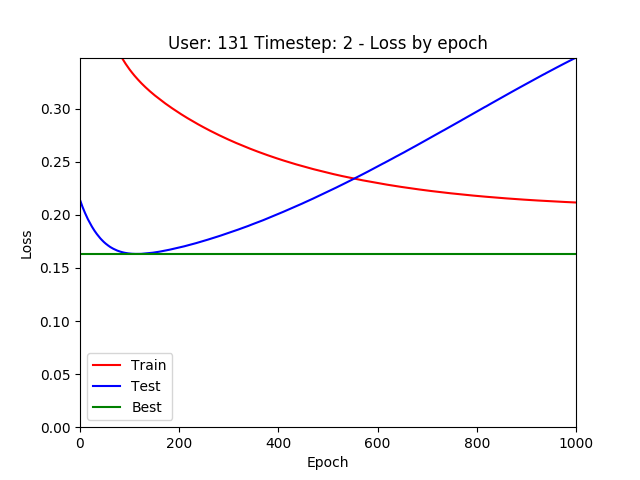 User: 131 Timestep: 2 - Loss by epoch
Loss
0.30
0.25
0.20
0.15
0.10
0.05
0.00
Train
Test
Best
0 200 400 600 800 1000
Epoch